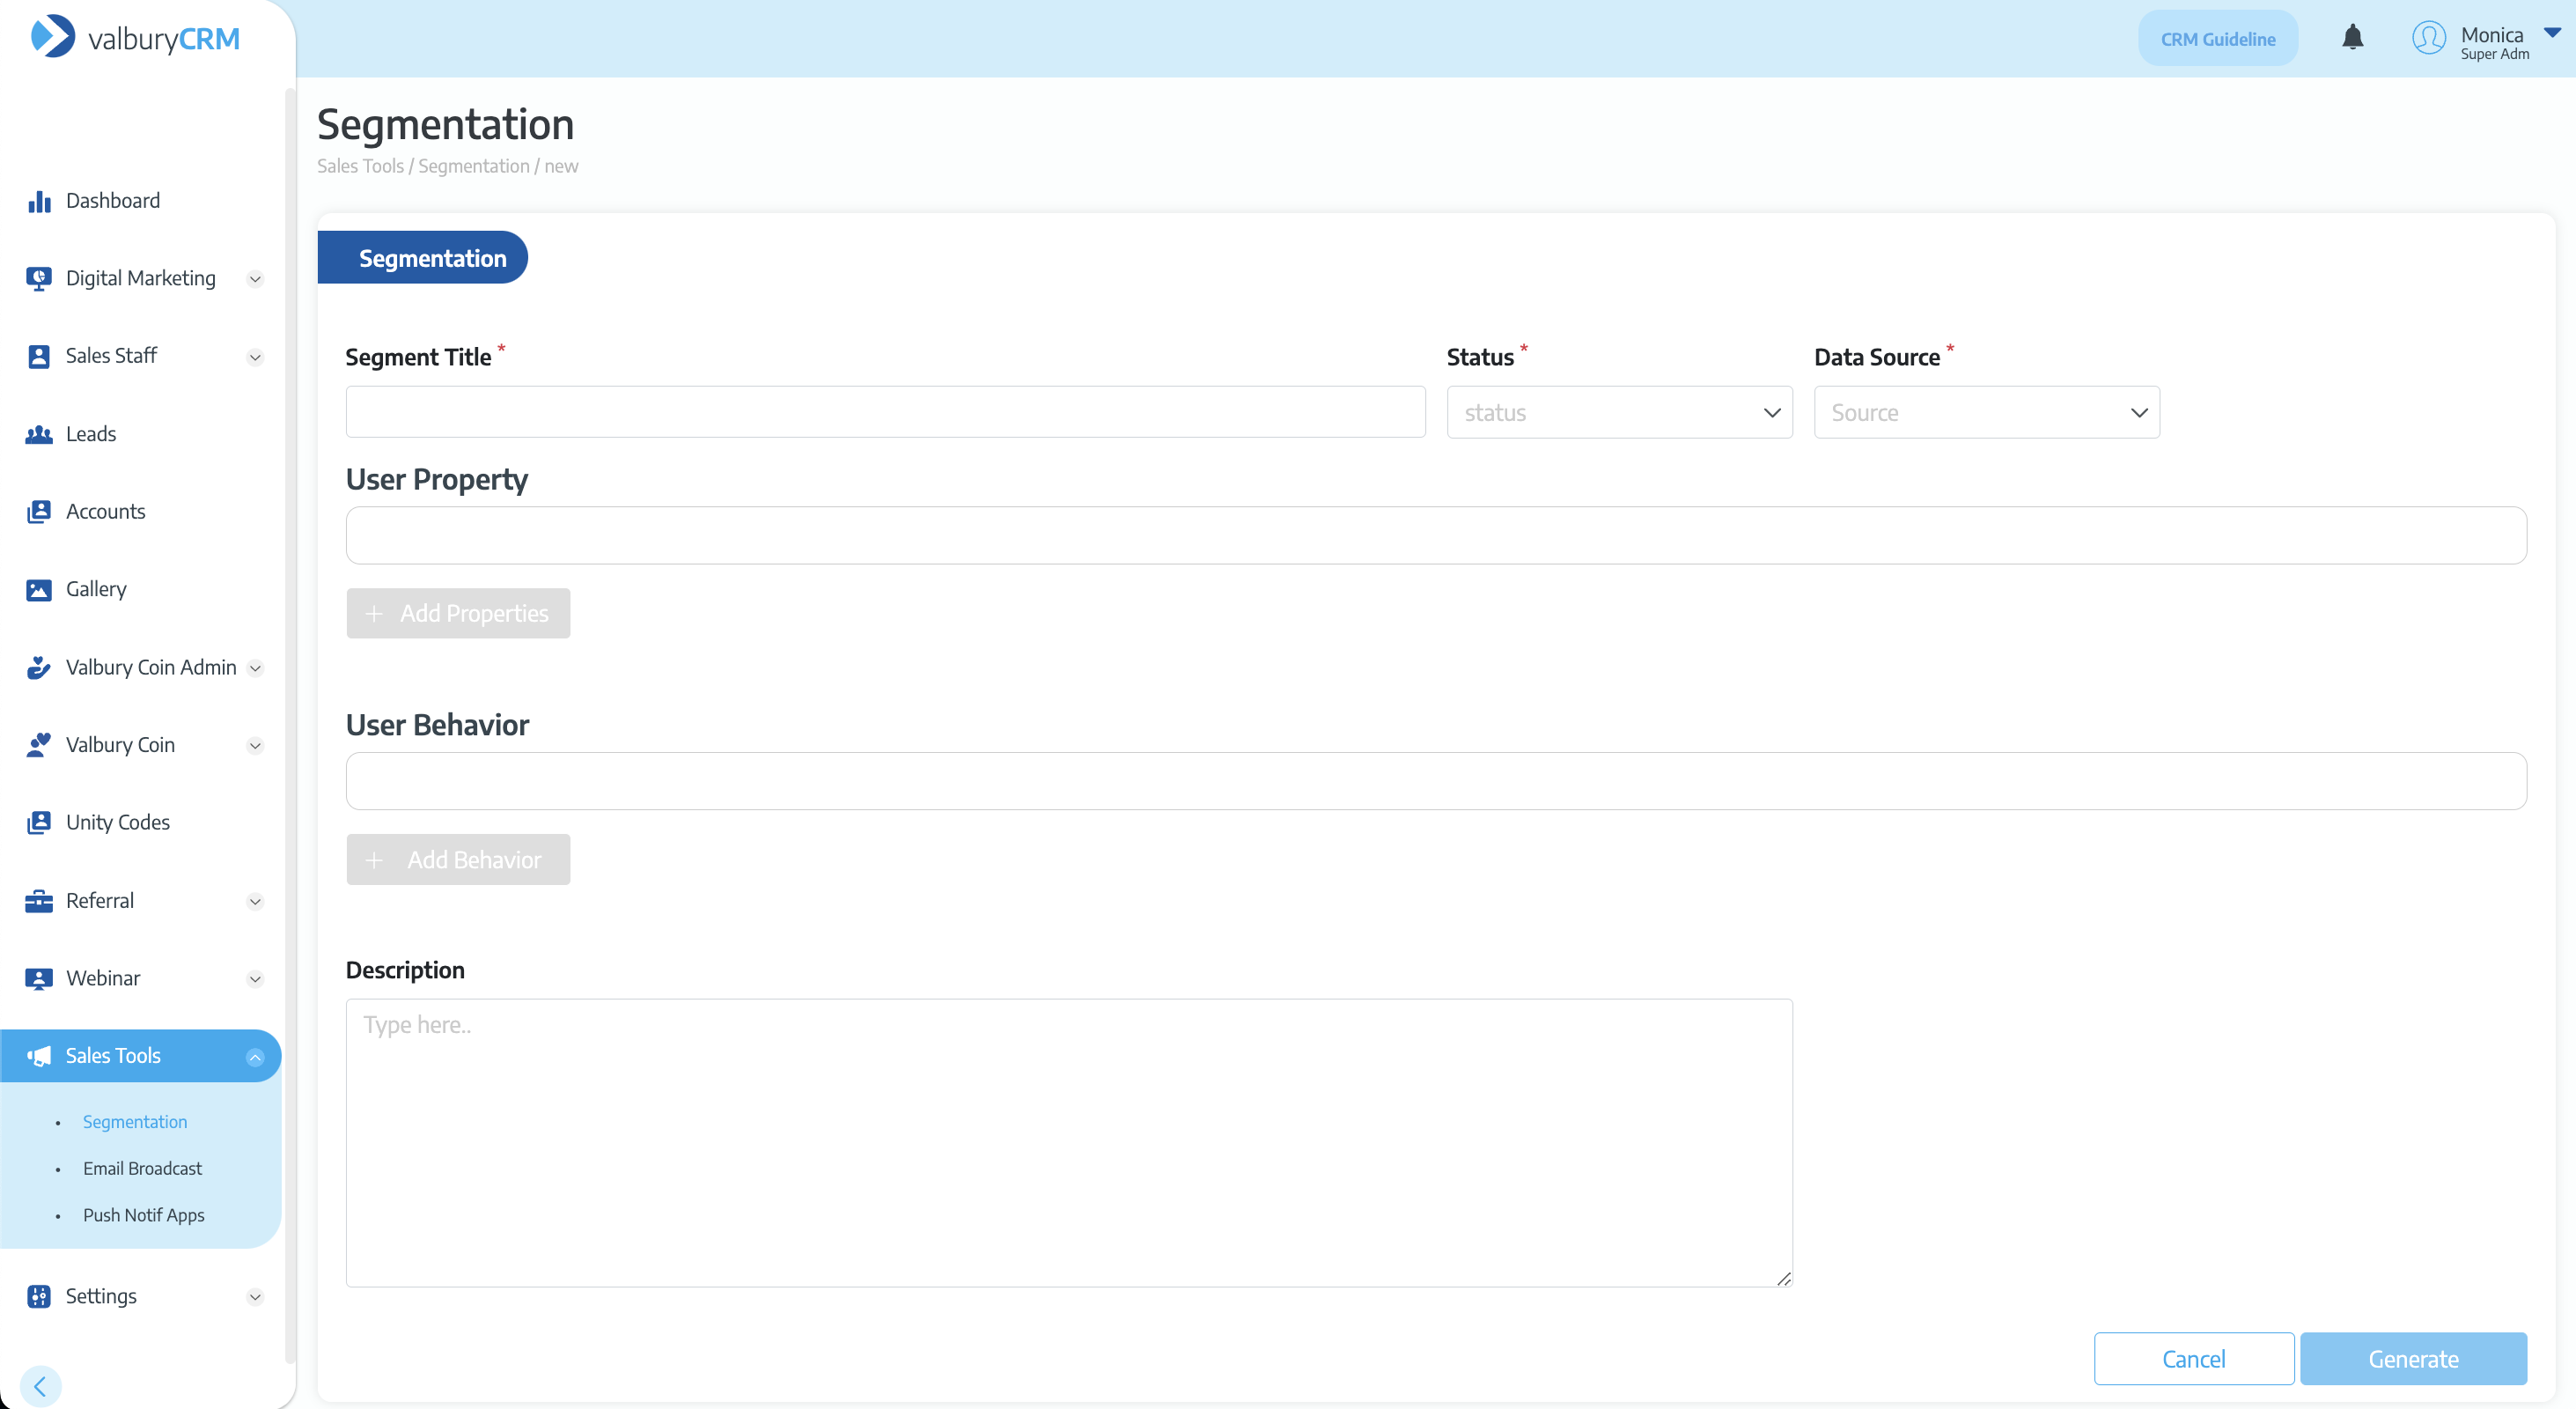 valburyCRM
CRM Guideline
Monica
Super Adm
Segmentation
Sales Tools / Segmentation / new
Dashboard
Digital Marketing
Sales Staff
Leads
Accounts
Gallery
Valbury Coin Admin
Valbury Coin
Unity Codes
Referral
Webinar
Sales Tools
• Segmentation
• Email Broadcast
• Push Notif Apps
Settings
Segmentation
Segment Title * Status * Data Source *
status Source
User Property
+ Add Properties
User Behavior
+ Add Behavior
Description
Type here..
Cancel Generate